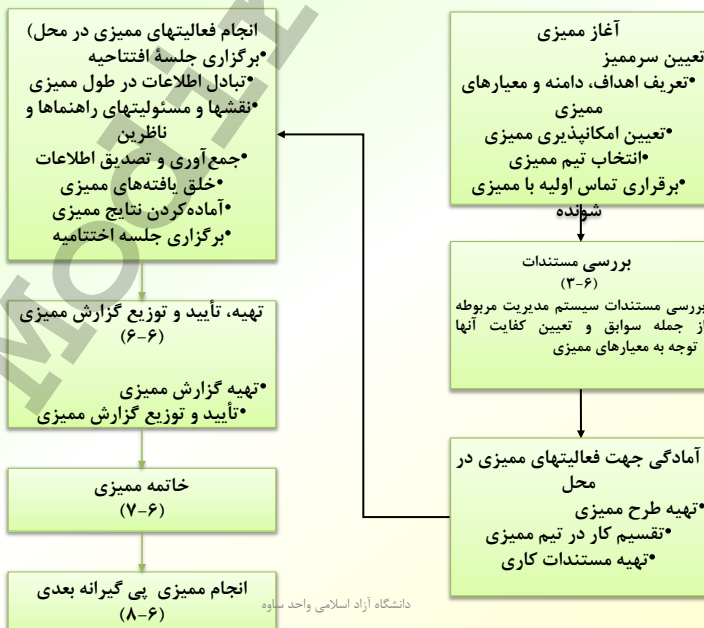 آغاز ممیزی
تعیین سرممیز
•تعریف اهداف، دامنه و معیارهای
ممیزی
•تعیین امکانپذیری ممیزی
•انتخاب تیم ممیزی
•برقراری تماس اولیه با ممیزی
شونده
بررسی مستندات
(۶-۳)
بررسی مستندات سیستم مدیریت مربوطه
از جمله سوابق و تعیین کفایت آنها
توجه به معیارهای ممیزی
آمادگی جهت فعالیتهای ممیزی در
محل
•تهیه طرح ممیزی
•تقسیم کار در تیم ممیزی
•تهیه مستندات کاری
انجام فعالیتهای ممیزی در محل)
•برگزاری جلسۀ افتتاحیه
•تبادل اطلاعات در طول ممیزی
•نقشها و مسئولیتهای راهنماها و
ناظرین
•جمع‌آوری و تصدیق اطلاعات
•خلق یافته‌های ممیزی
•آماده‌کردن نتایج ممیزی
•برگزاری جلسه اختتامیه
تهیه، تأیید و توزیع گزارش ممیزی
(۶-۶)
•تهیه گزارش ممیزی
•تأیید و توزیع گزارش ممیزی
خاتمه ممیزی
(۶-۷)
انجام ممیزی پی گیرانه بعدی
(۶-۸)
دانشگاه آزاد اسلامی واحد ساوه